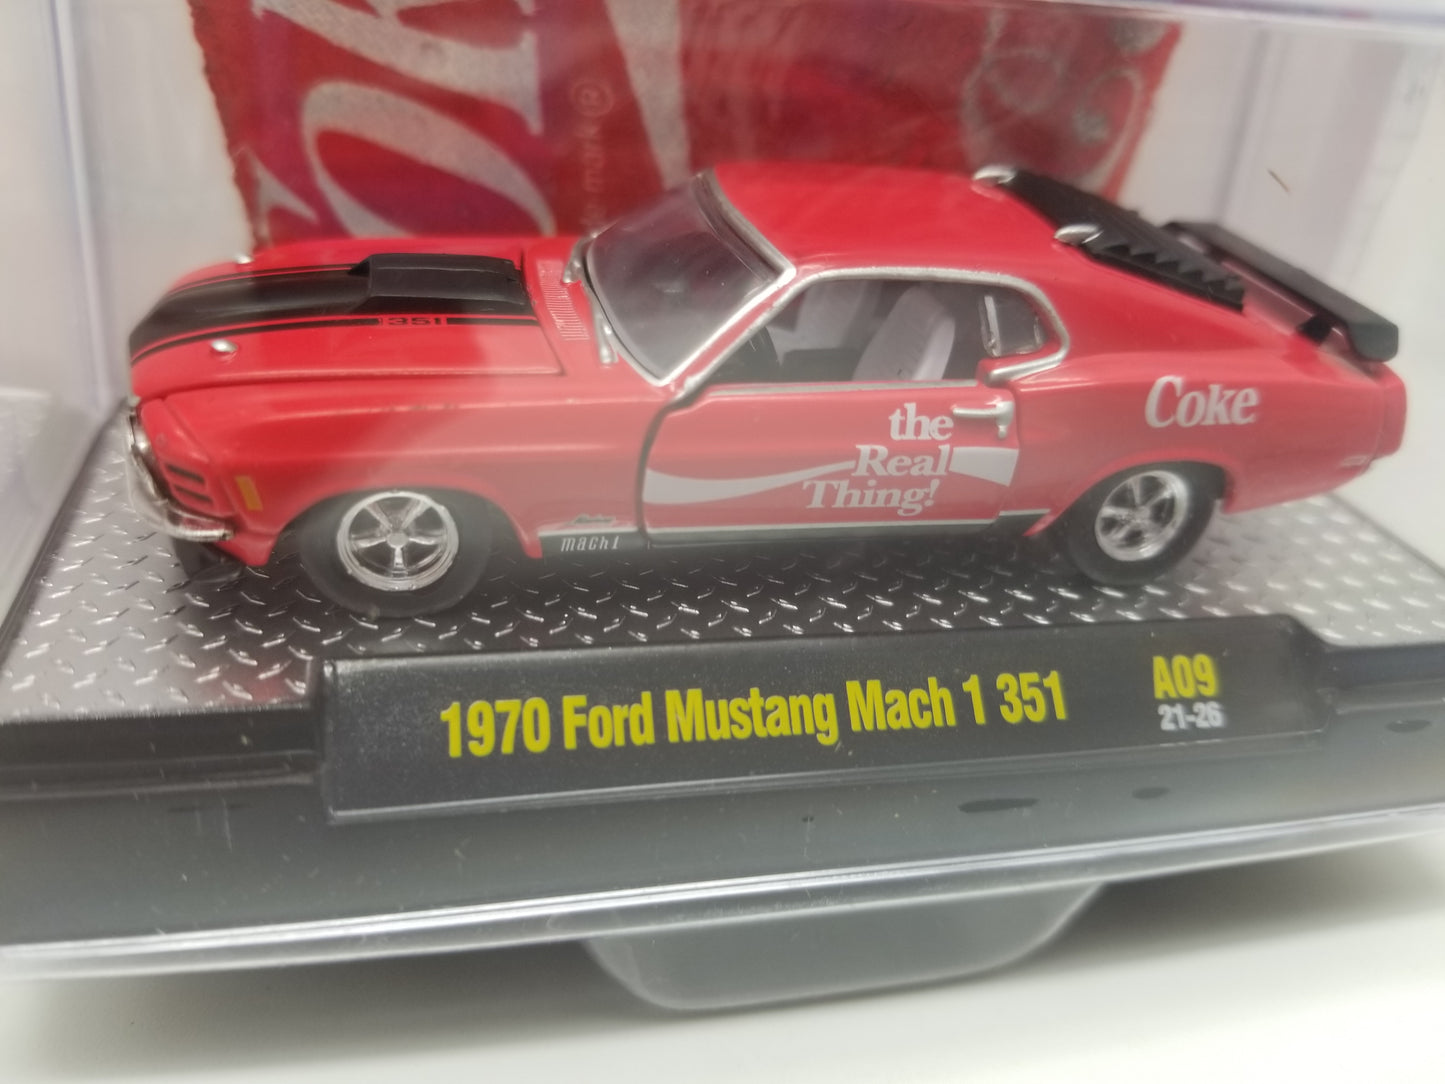 ®
351
the
Real
Thing!
Coke
mach 1
1970 Ford Mustang Mach 1 351
A09
21-26